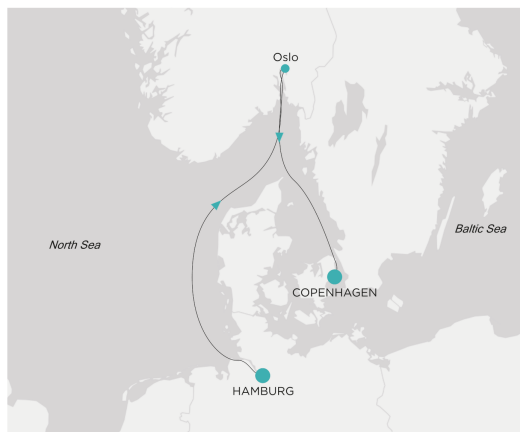 Oslo
North Sea
Baltic Sea
COPENHAGEN
HAMBURG